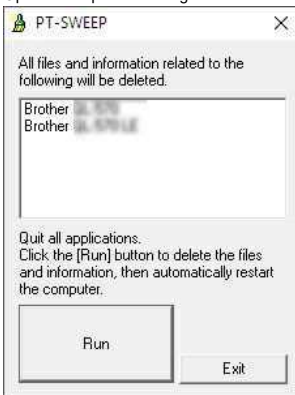 PT-SWEEP
All files and information related to the
following will be deleted.
Brother
Brother
Quit all applications.
Click the [Run] button to delete the files
and information, then automatically restart
the computer.
Run
Exit